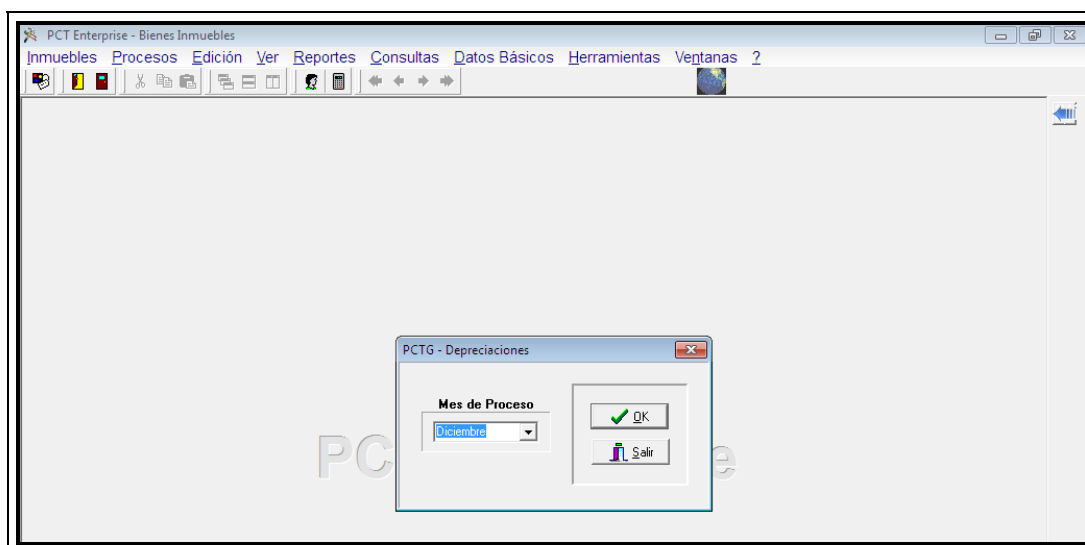 PCT Enterprise - Bienes Inmuebles
Inmuebles Procesos Edición Ver Reportes Consultas Datos Básicos Herramientas Ventanas ?
PCTG - Depreciaciones
Mes de Proceso
Diciembre
OK
Salir
PC e